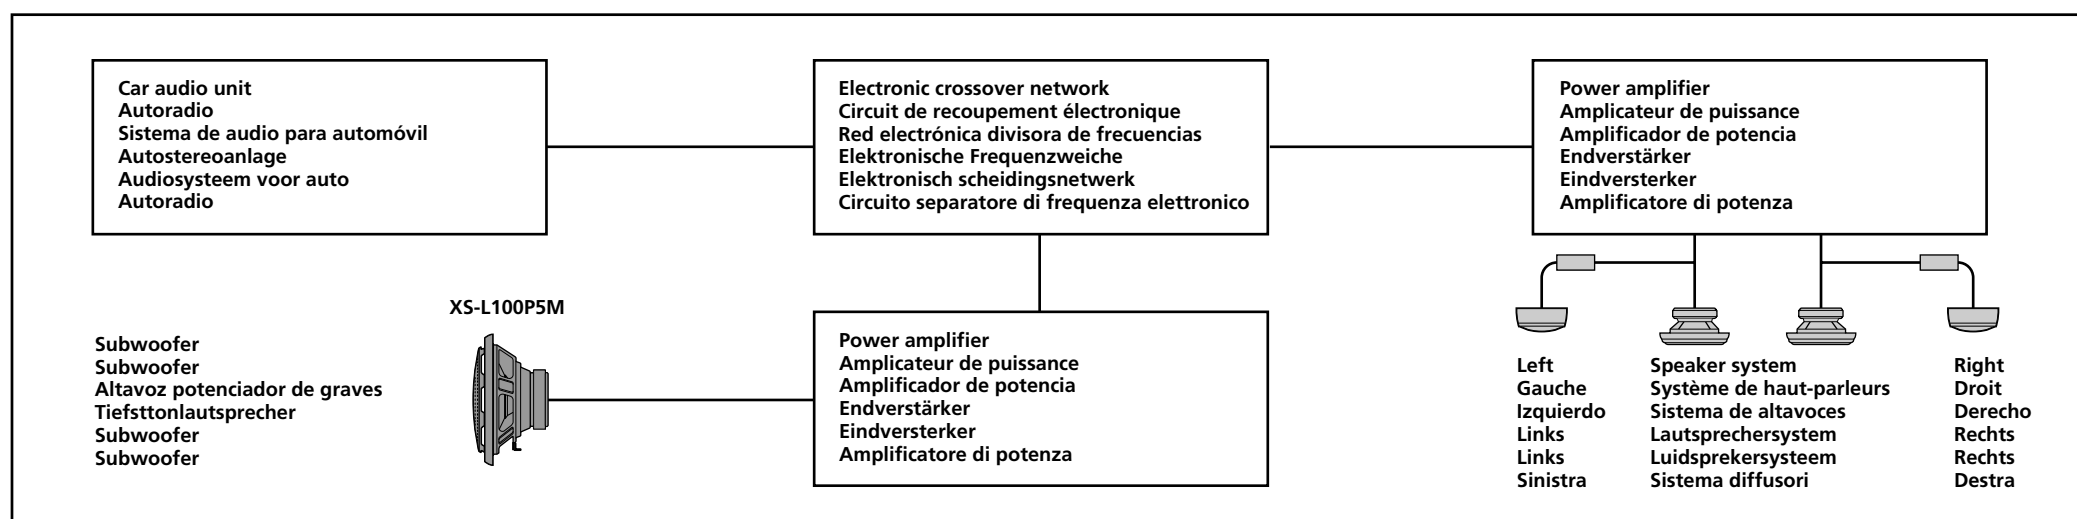 Car audio unit
Autoradio
Sistema de audio para automóvil
Autostereoanlage
Audiosysteem voor auto
Autoradio
Electronic crossover network
Circuit de recoupement électronique
Red electrónica divisora de frecuencias
Elektronische Frequenzweiche
Elektronisch scheidingsnetwerk
Circuito separatore di frequenza elettronico
Power amplifier
Amplicateur de puissance
Amplificador de potencia
Endverstärker
Eindversterker
Amplificatore di potenza
XS-L100P5M
Subwoofer
Subwoofer
Altavoz potenciador de graves
Tiefsttonlautsprecher
Subwoofer
Subwoofer
Power amplifier
Amplicateur de puissance
Amplificador de potencia
Endverstärker
Eindversterker
Amplificatore di potenza
Left
Gauche
Izquierdo
Links
Links
Sinistra
Speaker system
Système de haut-parleurs
Sistema de altavoces
Lautsprechersystem
Luidsprekersysteem
Sistema diffusori
Right
Droit
Derecho
Rechts
Rechts
Destra